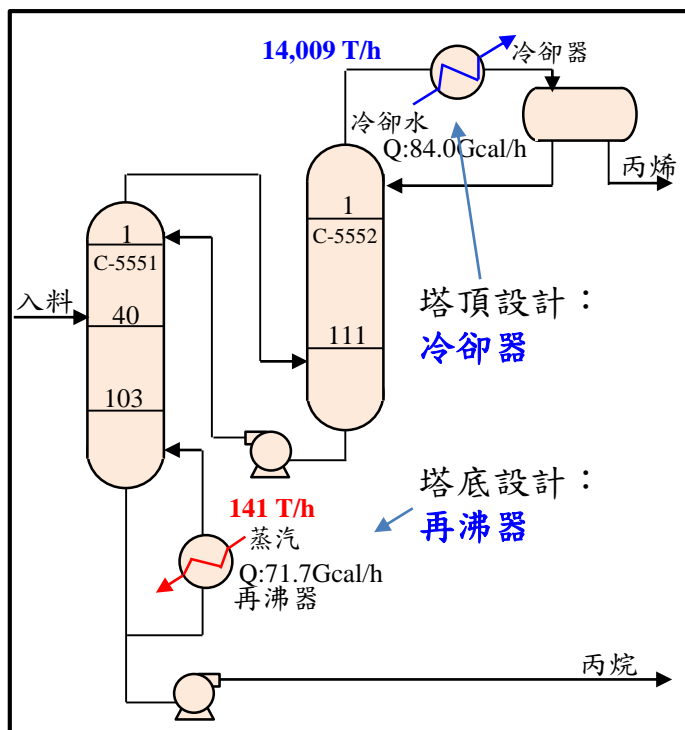 14,009 T/h
冷卻器
冷卻水
Q:84.0Gcal/h
丙烯
1
C-5551
1
C-5552
入料
40
塔頂設計：
冷卻器
111
103
塔底設計：
再沸器
141 T/h
蒸汽
Q:71.7Gcal/h
再沸器
丙烷